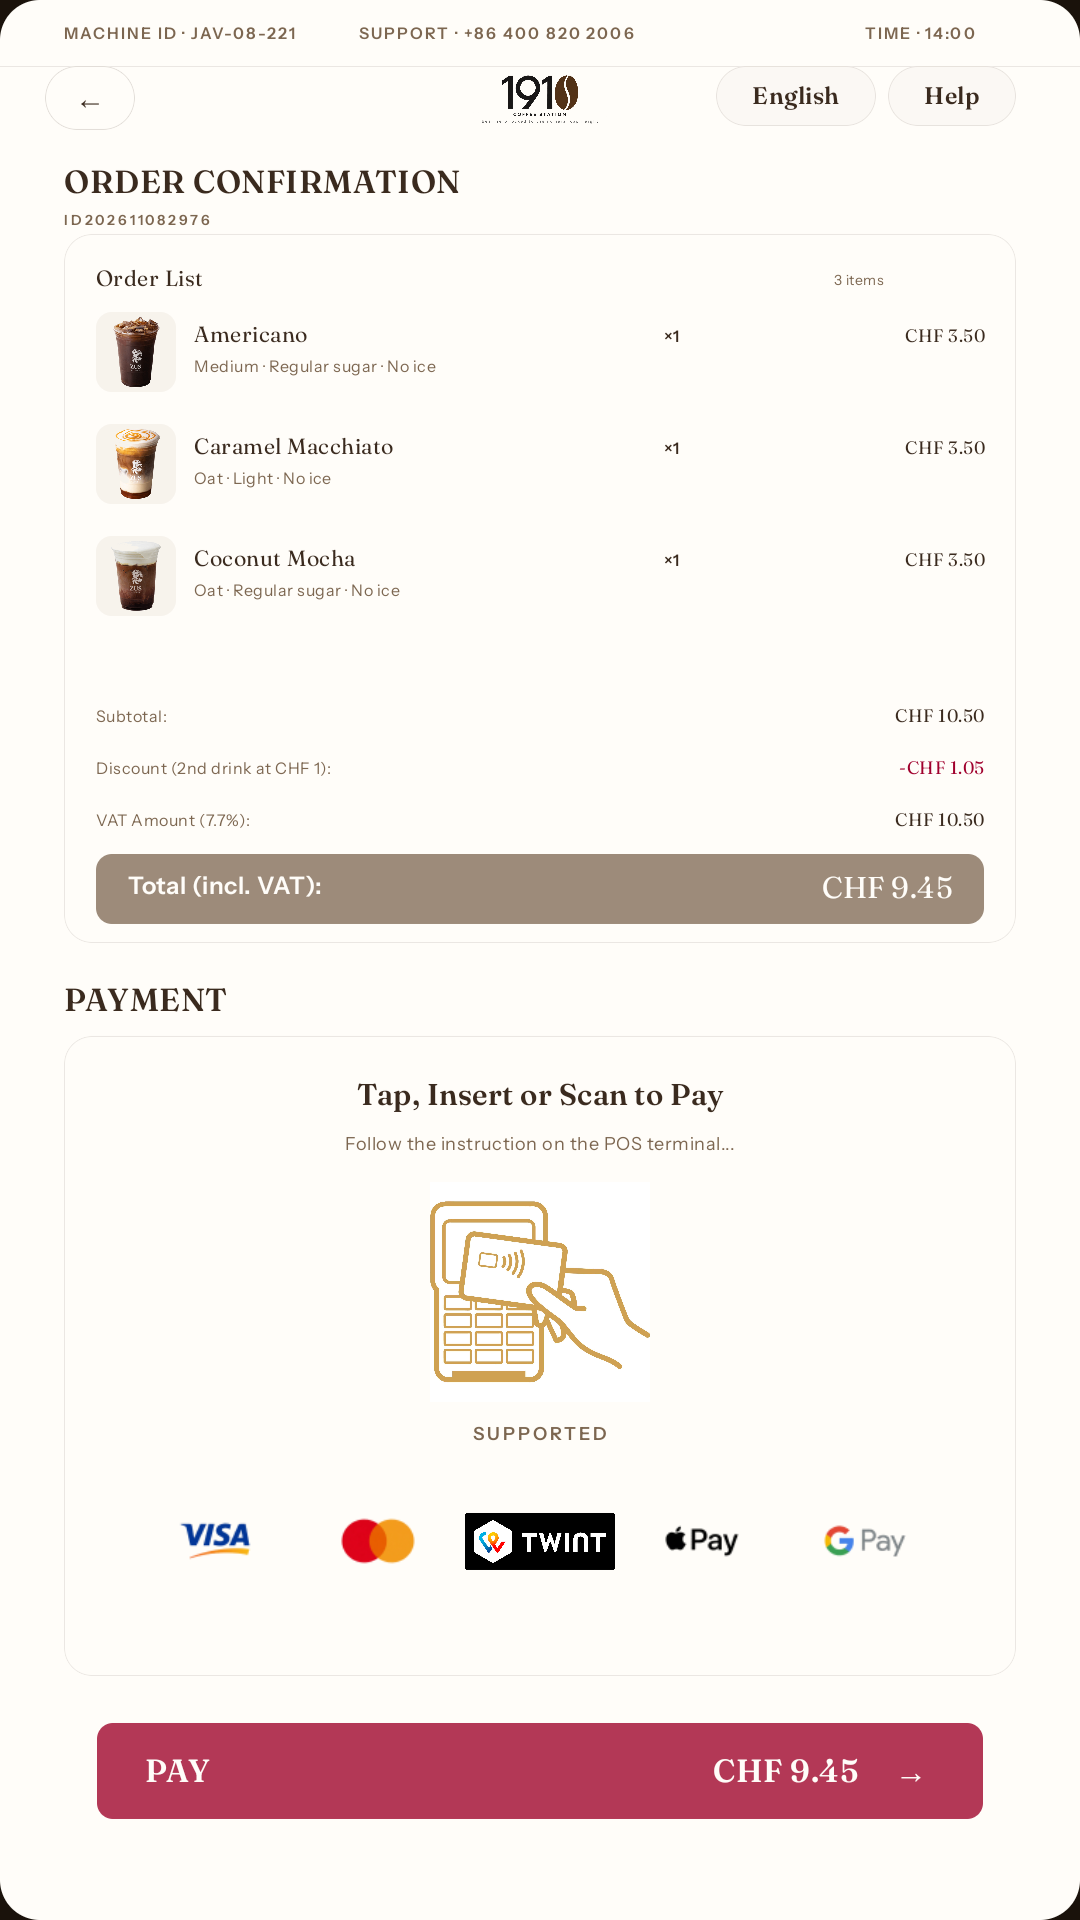 MACHINE ID · JAV-08-221 SUPPORT · +86 400 820 2006 TIME · 14:00
←
1910
COFFEE STATION
English
Help
ORDER CONFIRMATION
ID202611082976
Order List 3 items
Americano ×1 CHF 3.50
Medium · Regular sugar · No ice
Caramel Macchiato ×1 CHF 3.50
Oat · Light · No ice
Coconut Mocha ×1 CHF 3.50
Oat · Regular sugar · No ice
ZUS
ZUS
Subtotal: CHF 10.50
Discount (2nd drink at CHF 1): -CHF 1.05
VAT Amount (7.7%): CHF 10.50
Total (incl. VAT): CHF 9.45
PAYMENT
Tap, Insert or Scan to Pay
Follow the instruction on the POS terminal...
SUPPORTED
VISA
TWINT
Pay
G Pay
PAY CHF 9.45 →